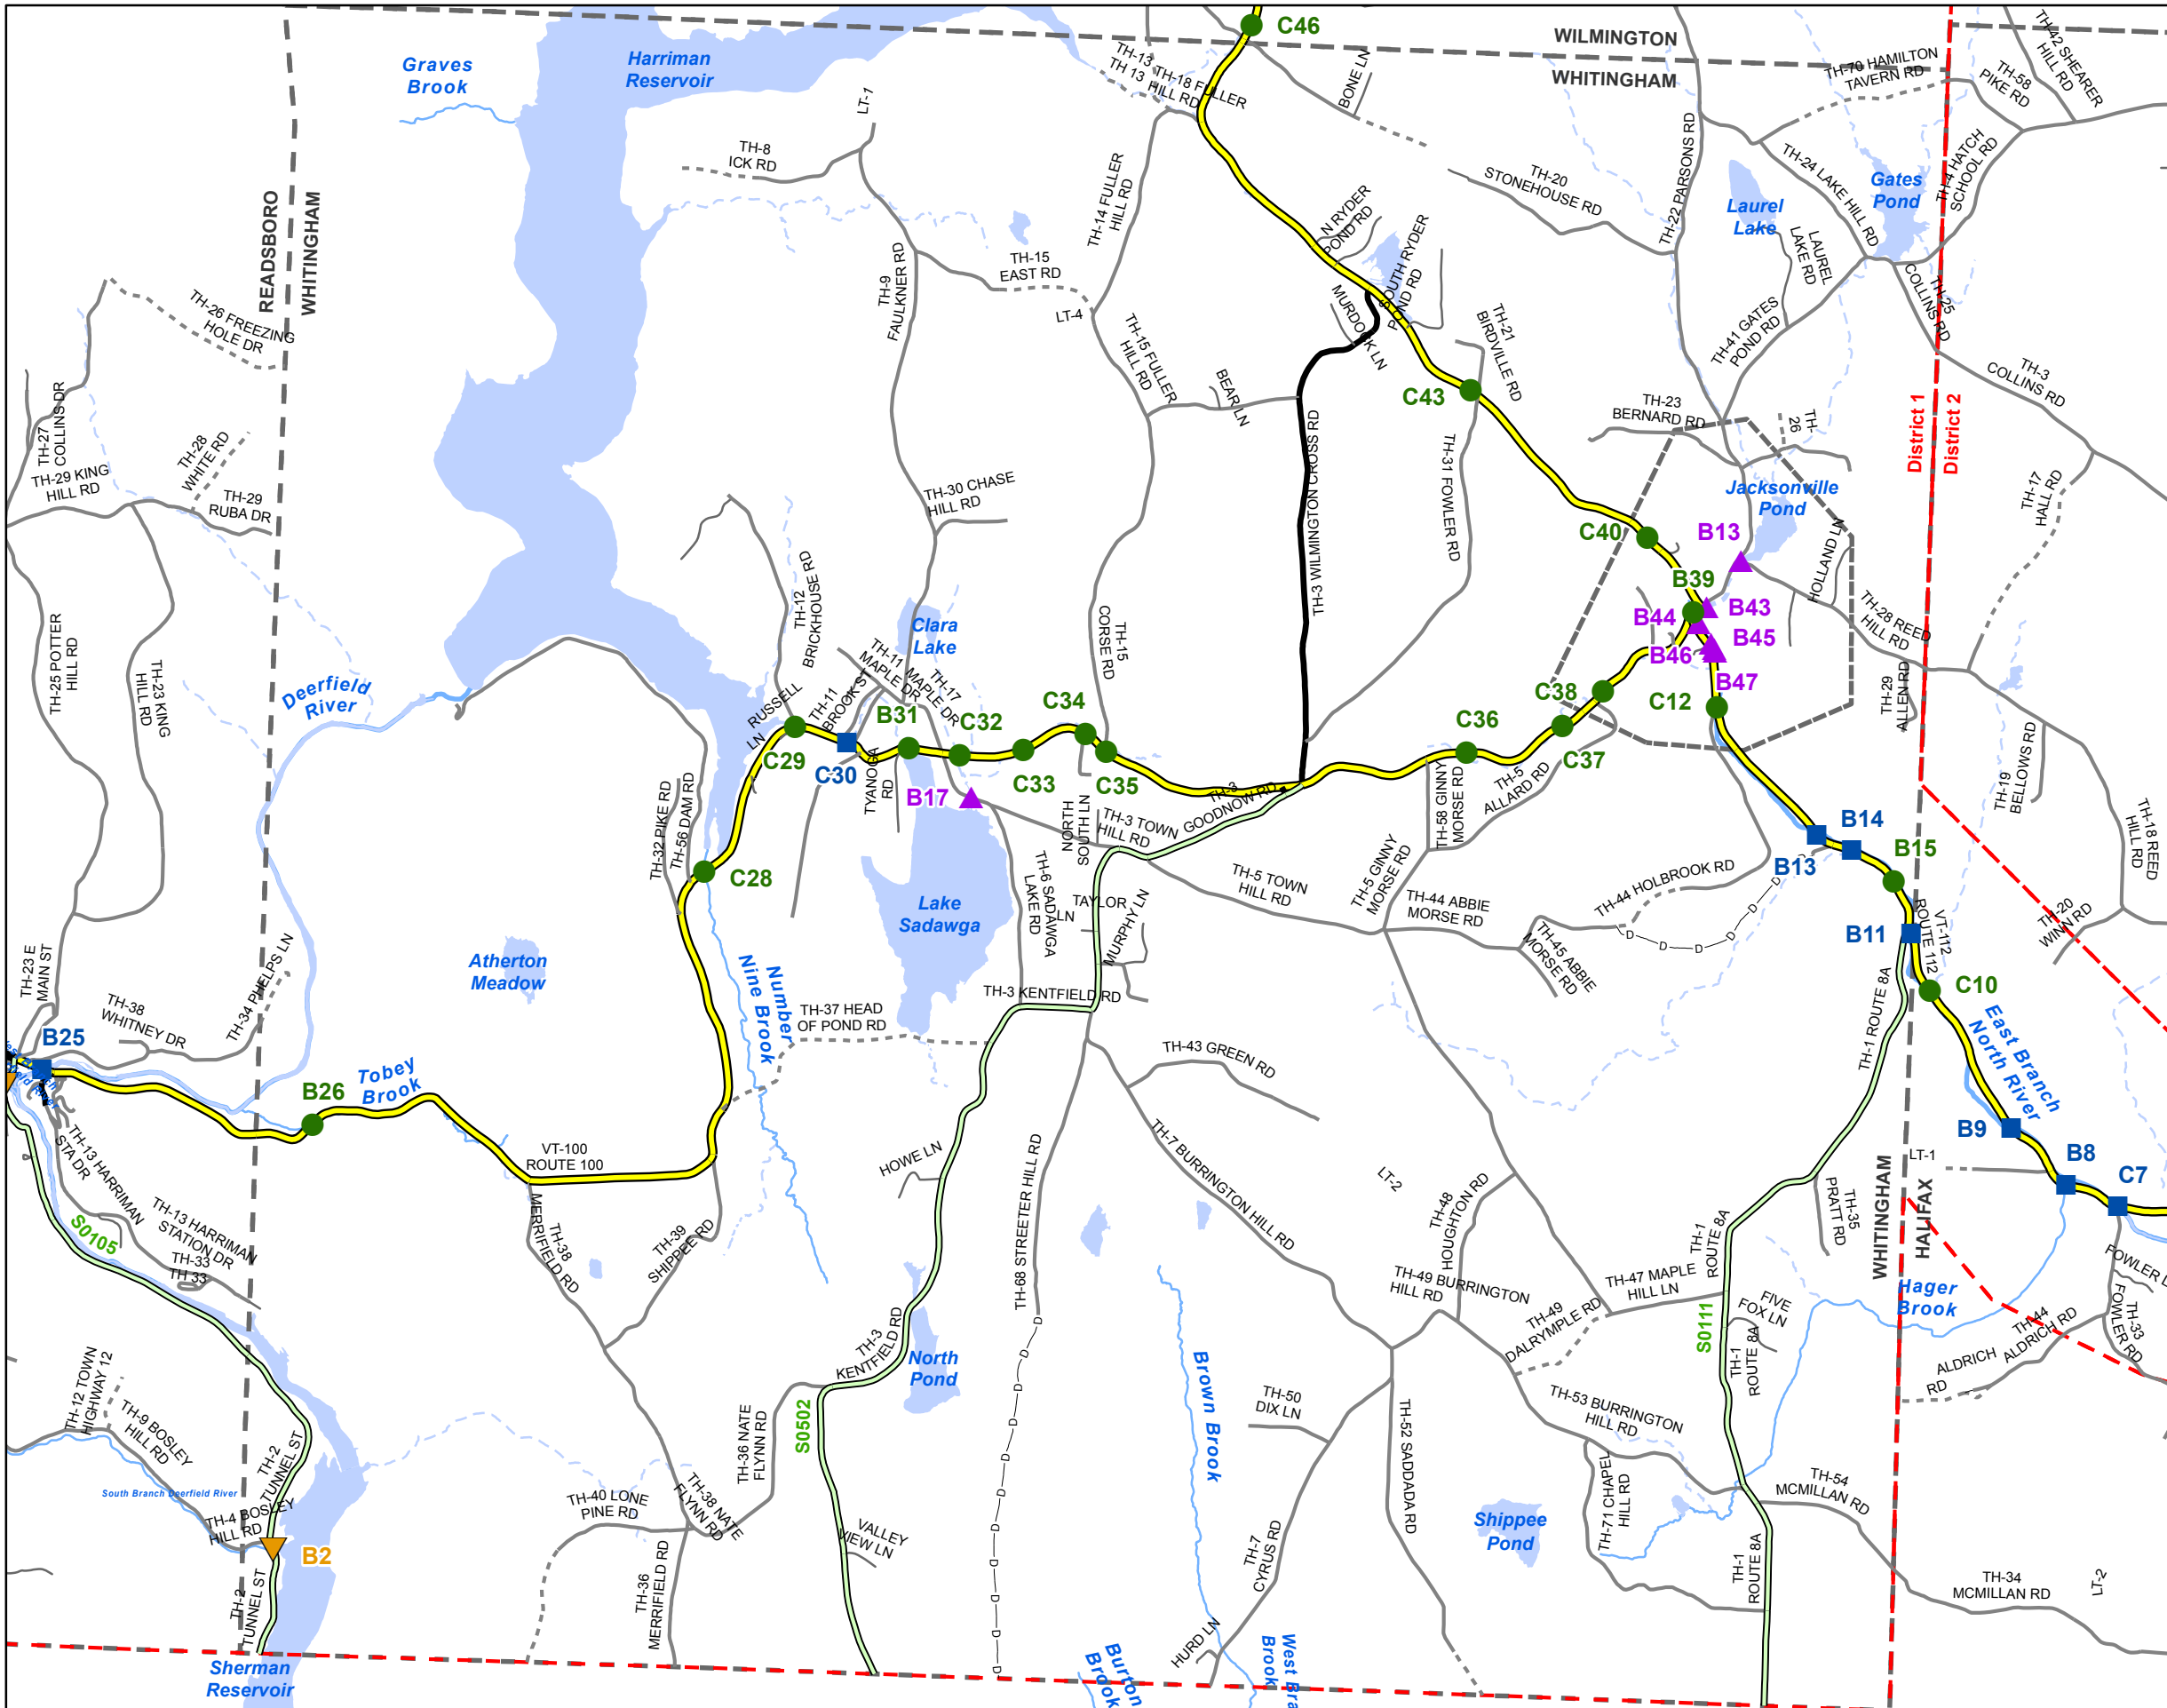 C46
WILMINGTON
WHITINGHAM
Graves
Brook
Harriman
Reservoir
TH-13 TH-18 FULLER
TH 13 HILL RD
BONE LN
TH-70 HAMILTON
TAVERN RD
TH-58
PIKE RD
TH-42 SHEARER
HILL RD
LT-1
TH-8
ICK RD
TH-14 FULLER
HILL RD
TH-20
STONEHOUSE RD
TH-22 PARSONS RD
TH-24 LAKE HILL RD
Gates
Pond
TH-4 HATCH
SCHOOL RD
Laurel
Lake
LAUREL
LAKE RD
READSBORO
WHITINGHAM
N RYDER
POND RD
SOUTH RYDER
POND RD
MURDOCK LN
TH-9
FAULKNER RD
TH-15
EAST RD
LT-4
TH-26 FREEZING
HOLE DR
TH-15 FULLER
HILL RD
BEAR LN
TH-21
BIRDVILLE RD
TH-41 GATES
POND RD
TH-25
COLLINS RD
TH-3
COLLINS RD
C43
TH-27
COLLINS DR
TH-28
WHITE RD
TH-29 KING
HILL RD
TH-29
RUBA DR
TH-30 CHASE
HILL RD
TH-3 WILMINGTON CROSS RD
TH-31 FOWLER RD
TH-23
BERNARD RD
TH-
26
District 1
District 2
TH-17
HALL RD
Jacksonville
Pond
C40
B13
HOLLAND LN
B39
B43
B44
B45
B46
B47
TH-28 REED
HILL RD
TH-12
BRICKHOUSE RD
Clara
Lake
TH-15
CORSE RD
TH-25 POTTER
HILL RD
TH-23 KING
HILL RD
Deerfield
River
RUSSELL
LN
TH-11
BROOK ST
TH-11 MAPLE DR
MAPLE DR
TH-17
B31
C32
C34
C29
C30
C33
C35
TYANOGA
RD
B17
C36
C38
C37
C12
TH-29
ALLEN RD
TH-19
BELLOWS RD
TH-18 REED
HILL RD
TH-32 PIKE RD
TH-56 DAM RD
C28
NORTH
SOUTH LN
TH-3 TOWN
HILL RD
TH-3
GOODNOW RD
TH-58 GINNY
MORSE RD
TH-5
ALLARD RD
B14
B13
B15
TH-6 SADAWGA
LAKE RD
Lake
Sadawga
TAYLOR
LN
MURPHY LN
TH-5 TOWN
HILL RD
TH-5 GINNY
MORSE RD
TH-44 ABBIE
MORSE RD
TH-44 HOLBROOK RD
TH-45 ABBIE
MORSE RD
B11
VT-112
ROUTE 112
C10
TH-20
WINN RD
TH-23 E
MAIN ST
TH-38
WHITNEY DR
TH-34 PHELPS LN
Atherton
Meadow
Number
Nine Brook
TH-37 HEAD
OF POND RD
TH-3 KENTFIELD RD
TH-1 ROUTE 8A
East Branch
North River
B25
B26
Tobey
Brook
TH-43 GREEN RD
VT-100
ROUTE 100
HOWE LN
TH-7 BURRINGTON HILL RD
LT-2
TH-48
HOUGHTON RD
B9
B8
C7
LT-1
TH-13 HARRIMAN
STA DR
TH-13 HARRIMAN
STATION DR
TH-33
TH 33
S0105
TH-38
MERRIFIELD RD
TH-39
SHIPPEE RD
TH-68 STREETER HILL RD
TH-35
PRATT RD
WHITINGHAM
HALIFAX
TH-1
ROUTE 8A
TH-49 BURRINGTON
HILL RD
TH-47 MAPLE
HILL LN
FIVE
FOX LN
Hager
Brook
FOWLER
TH-33
FOWLER RD
TH-44
ALDRICH RD
ALDRICH
RD
TH-3
KENTFIELD RD
North
Pond
Brown Brook
TH-49
DALRYMPLE RD
S0111
TH-1
ROUTE 8A
TH-12 TOWN
HIGHWAY 12
TH-9 BOSLEY
HILL RD
TH-2
TUNNEL ST
TH-36 NATE
FLYNN RD
S0502
TH-50
DIX LN
TH-52 SADDADA RD
TH-53 BURRINGTON
HILL RD
South Branch Deerfield River
TH-4 BOSLEY
HILL RD
TH-40 LONE
PINE RD
TH-38 NATE
FLYNN RD
VALLEY
VIEW LN
TH-71 CHAPEL
HILL RD
TH-54
MCMILLAN RD
Shippee
Pond
B2
TH-2
TUNNEL ST
TH-36
MERRIFIELD RD
TH-7
CYRUS RD
TH-1
ROUTE 8A
TH-34
MCMILLAN RD
LT-2
HURD LN
Sherman
Reservoir
Burton
Brook
West Bra
Brook